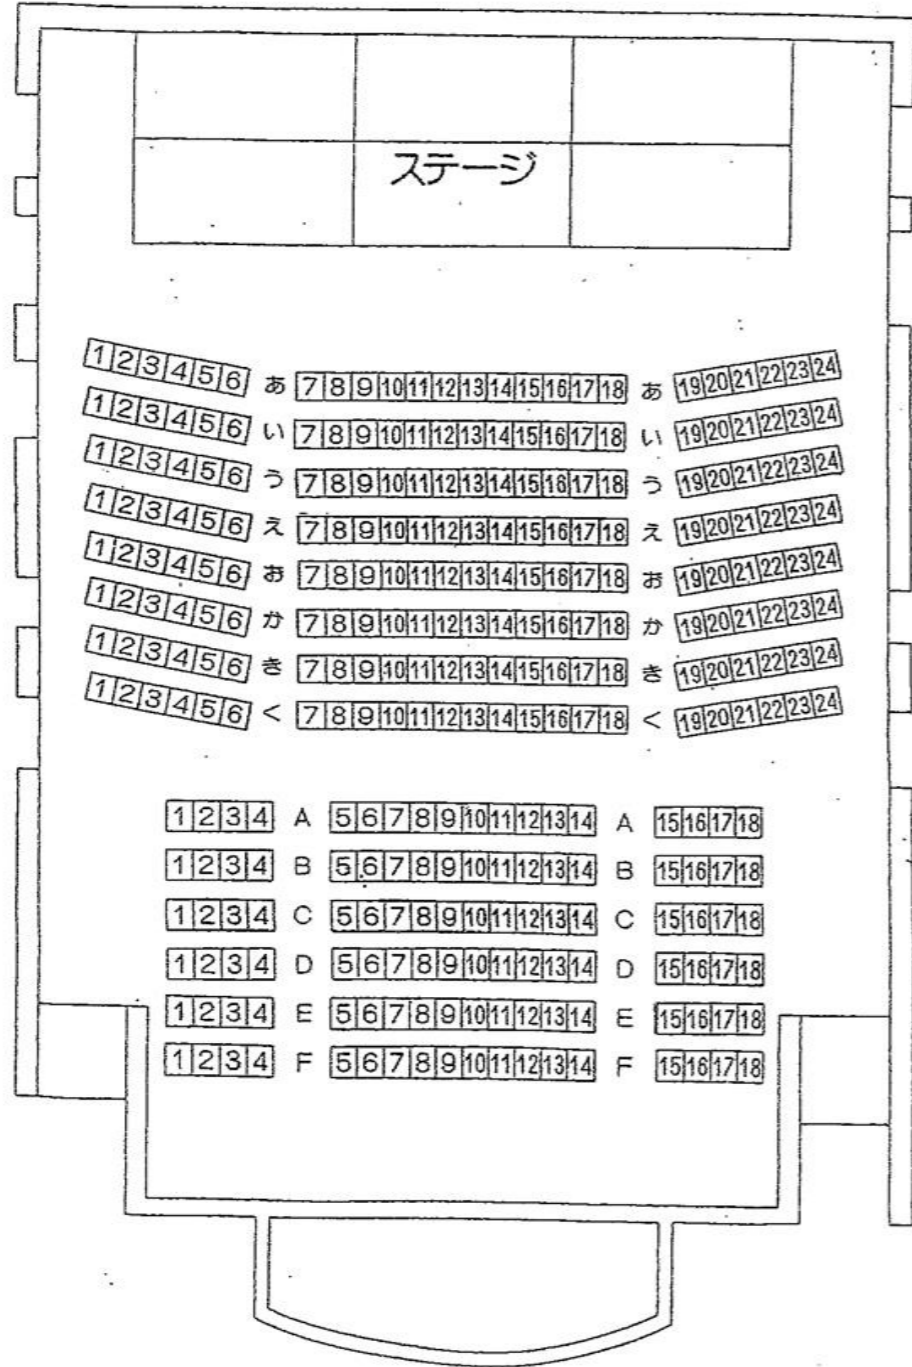 ステージ
1 2 3 4 5 6 あ 7 8 9 10 11 12 13 14 15 16 17 18 あ 19 20 21 22 23 24
1 2 3 4 5 6 い 7 8 9 10 11 12 13 14 15 16 17 18 い 19 20 21 22 23 24
1 2 3 4 5 6 う 7 8 9 10 11 12 13 14 15 16 17 18 う 19 20 21 22 23 24
1 2 3 4 5 6 え 7 8 9 10 11 12 13 14 15 16 17 18 え 19 20 21 22 23 24
1 2 3 4 5 6 お 7 8 9 10 11 12 13 14 15 16 17 18 お 19 20 21 22 23 24
1 2 3 4 5 6 か 7 8 9 10 11 12 13 14 15 16 17 18 か 19 20 21 22 23 24
1 2 3 4 5 6 き 7 8 9 10 11 12 13 14 15 16 17 18 き 19 20 21 22 23 24
1 2 3 4 5 6 く 7 8 9 10 11 12 13 14 15 16 17 18 く 19 20 21 22 23 24
1 2 3 4 A 5 6 7 8 9 10 11 12 13 14 A 15 16 17 18
1 2 3 4 B 5 6 7 8 9 10 11 12 13 14 B 15 16 17 18
1 2 3 4 C 5 6 7 8 9 10 11 12 13 14 C 15 16 17 18
1 2 3 4 D 5 6 7 8 9 10 11 12 13 14 D 15 16 17 18
1 2 3 4 E 5 6 7 8 9 10 11 12 13 14 E 15 16 17 18
1 2 3 4 F 5 6 7 8 9 10 11 12 13 14 F 15 16 17 18